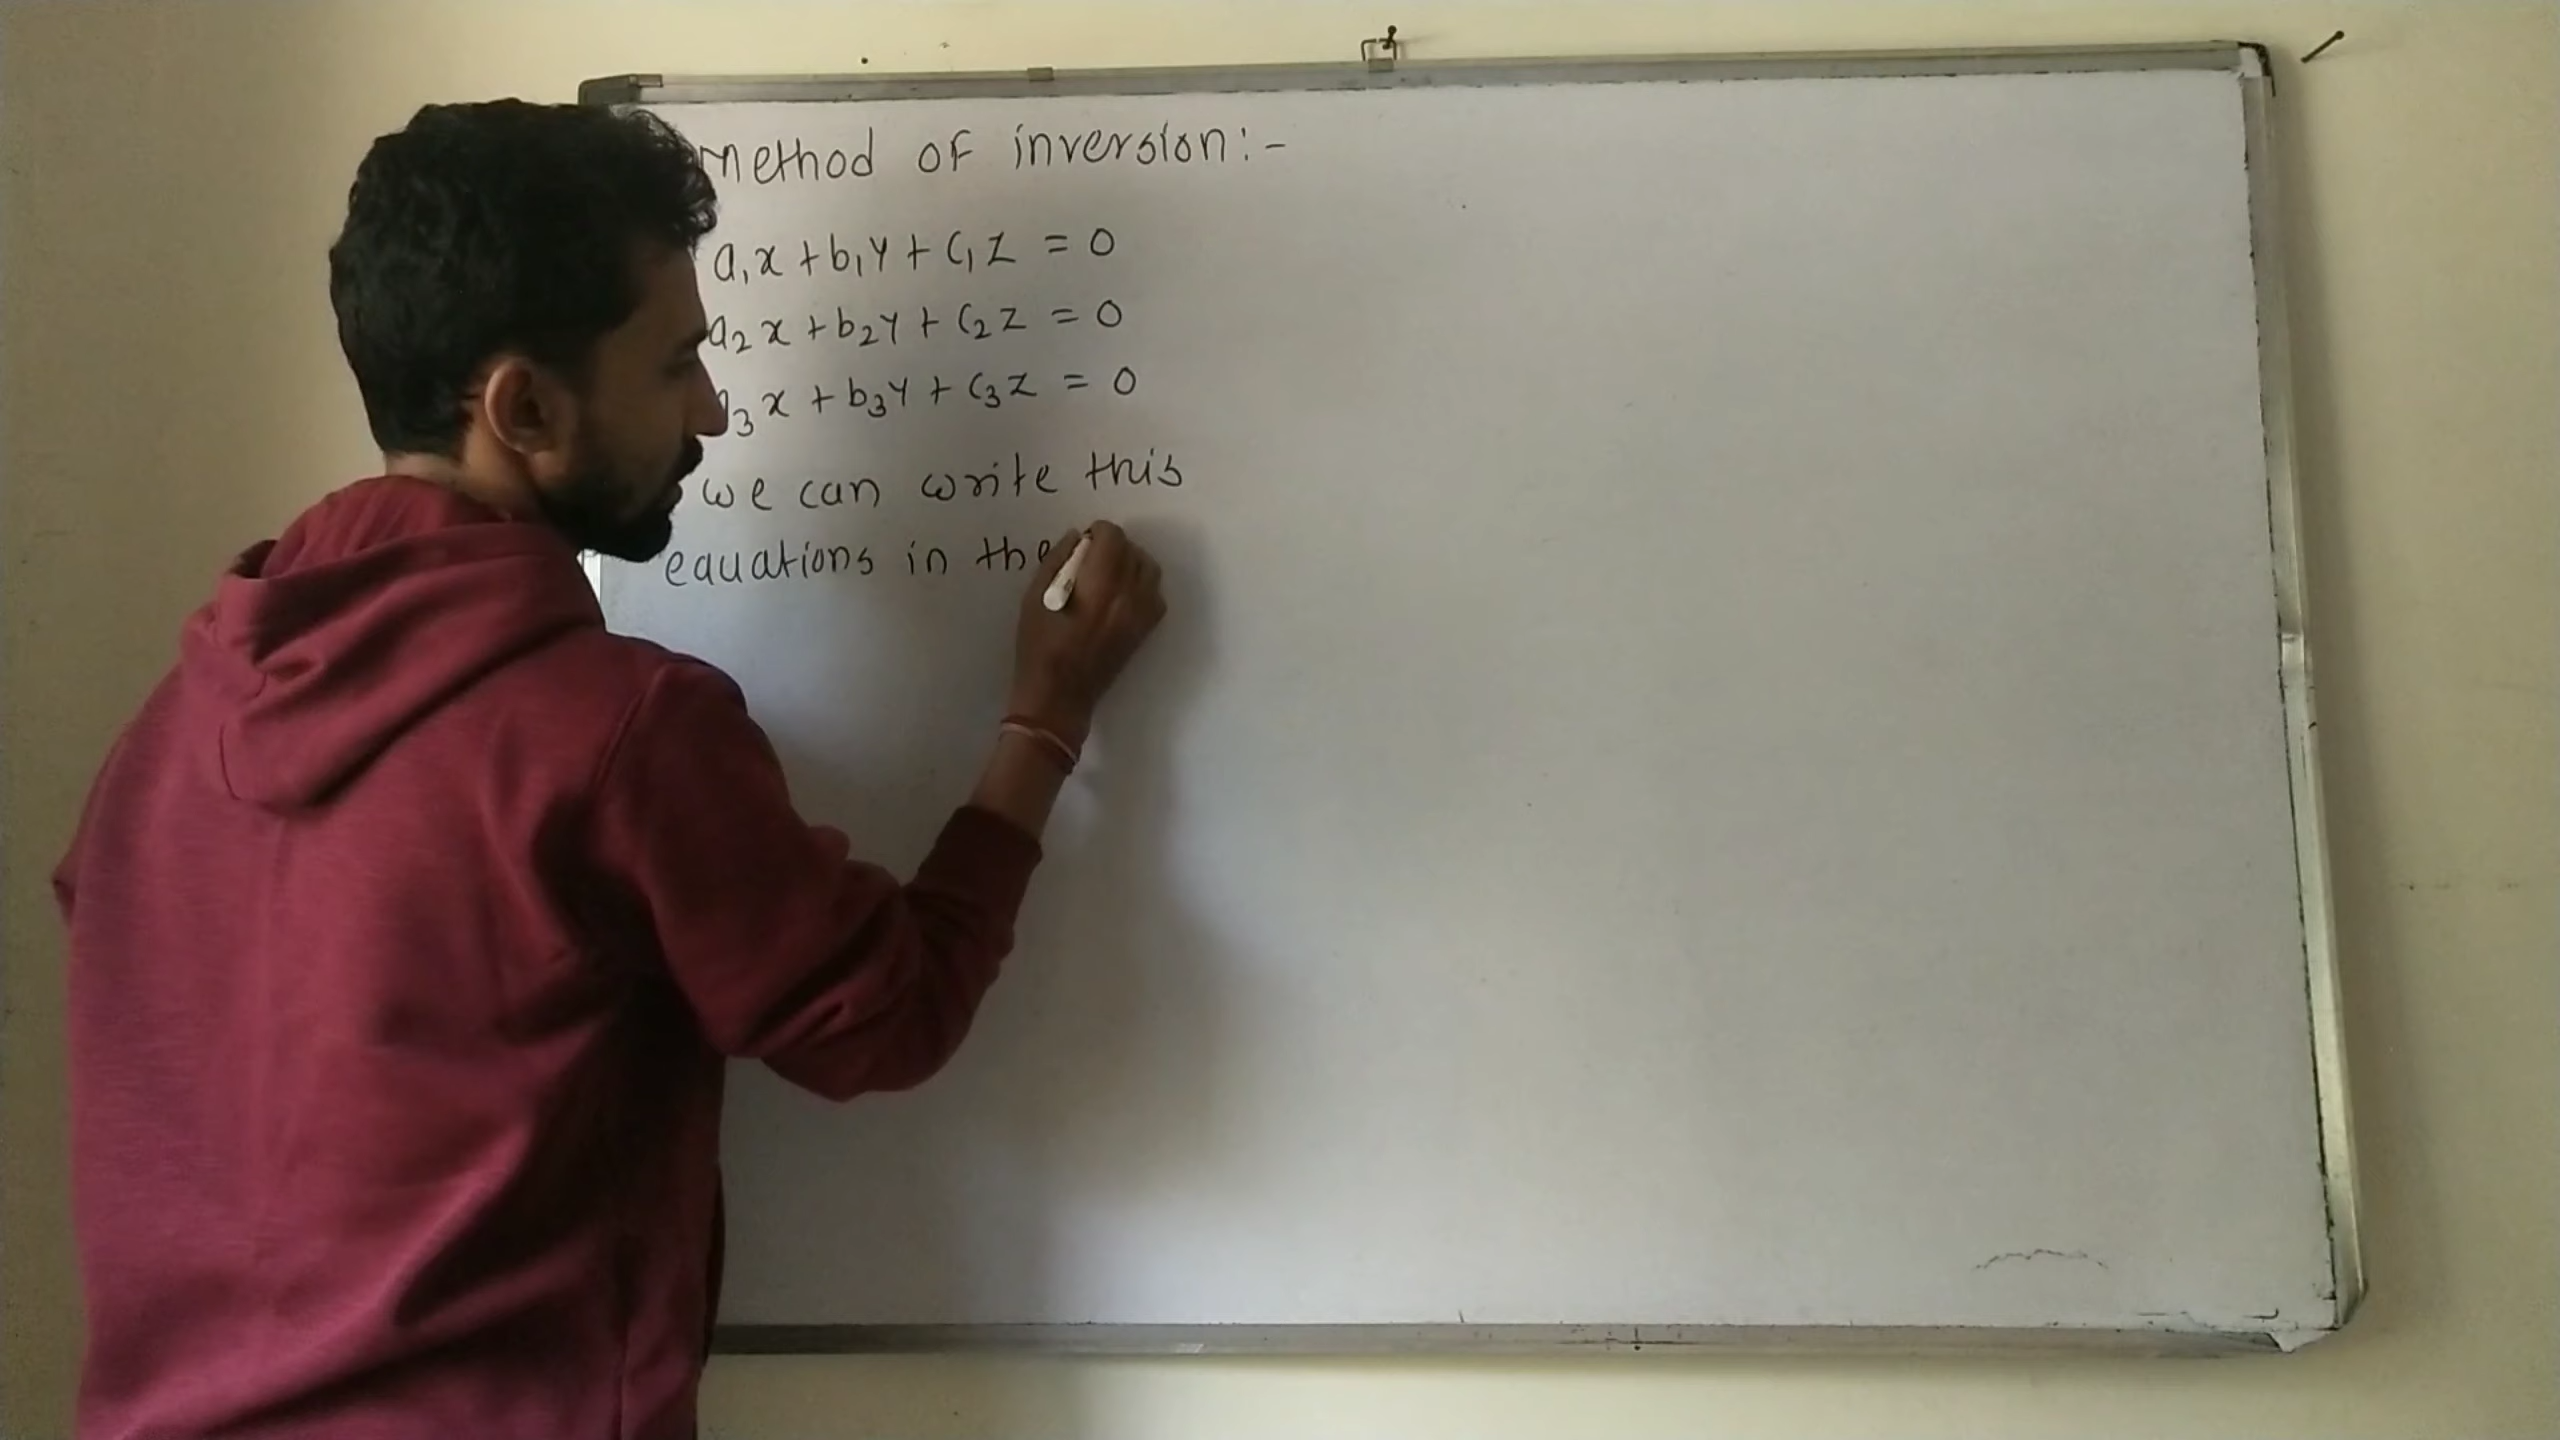 Method of inversion:-
a₁x + b₁y + c₁z = 0
a₂x + b₂y + c₂z = 0
a₃x + b₃y + c₃z = 0
we can write this
eauations in the